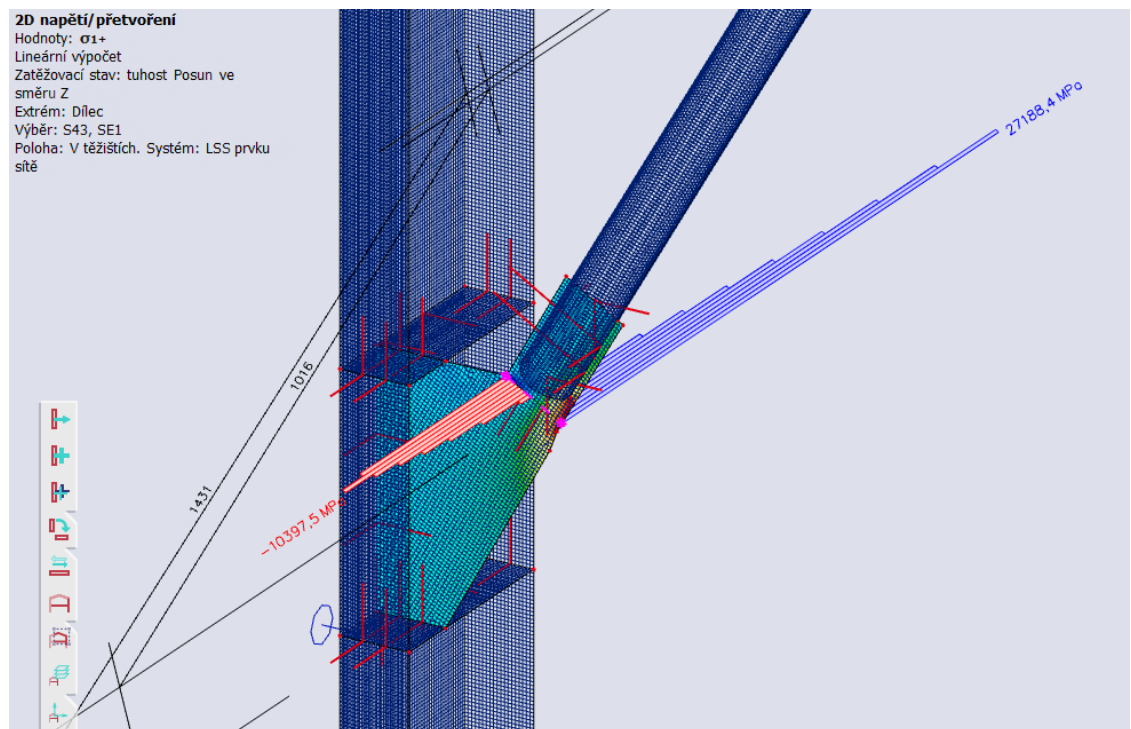 2D napětí/přetvoření
Hodnoty: σ1+
Lineární výpočet
Zatěžovací stav: tuhost Posun ve
směru Z
Extrém: Dílec
Výběr: S43, SE1
Poloha: V těžištích. Systém: LSS prvku
sítě
27188,4 MPa
1016
1431
-10397,5 MPa